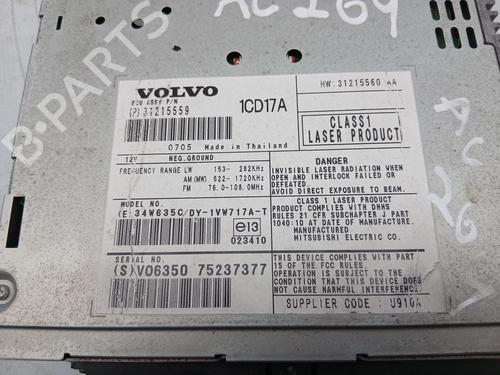 AC 269
B-PARTS
VOLVO
ECU ASSY P/N
(P) 31215559
1CD17A
HW: 31215560 AA
CLASS1
LASER PRODUCT
0705 Made in Thailand
12V NEG.GROUND
FREQUENCY RANGE LW 153- 282KHz
AM(MW) 522- 1720KHz
FM 76.0-108.0MHz
DANGER
INVISIBLE LASER RADIATION WHEN
OPEN AND INTERLOCK FAILED OR
DEFEATED.
AVOID DIRECT EXPOSURE TO BEAM.
MODEL NO.
(E) 34W635C/DY-1VW717A-T
e13
023410
CLASS 1 LASER PRODUCT
PRODUCT COMPLIES WITH DHHS
RULES 21 CFR SUBCHAPTER J PART
1040:10 AT DATE OF MANUFACTURE.
MITSUBISHI ELECTRIC CO.
SERIAL NO.
(S)VO6350 75237377
THIS DEVICE COMPLIES WITH PART
15 OF THE FCC RULES.
OPERATION IS SUBJECT TO THE
CONDITION THAT THIS DEVICE DOES
NOT CAUSE HARMFUL INTERFERENCE.
SUPPLIER CODE : U910A